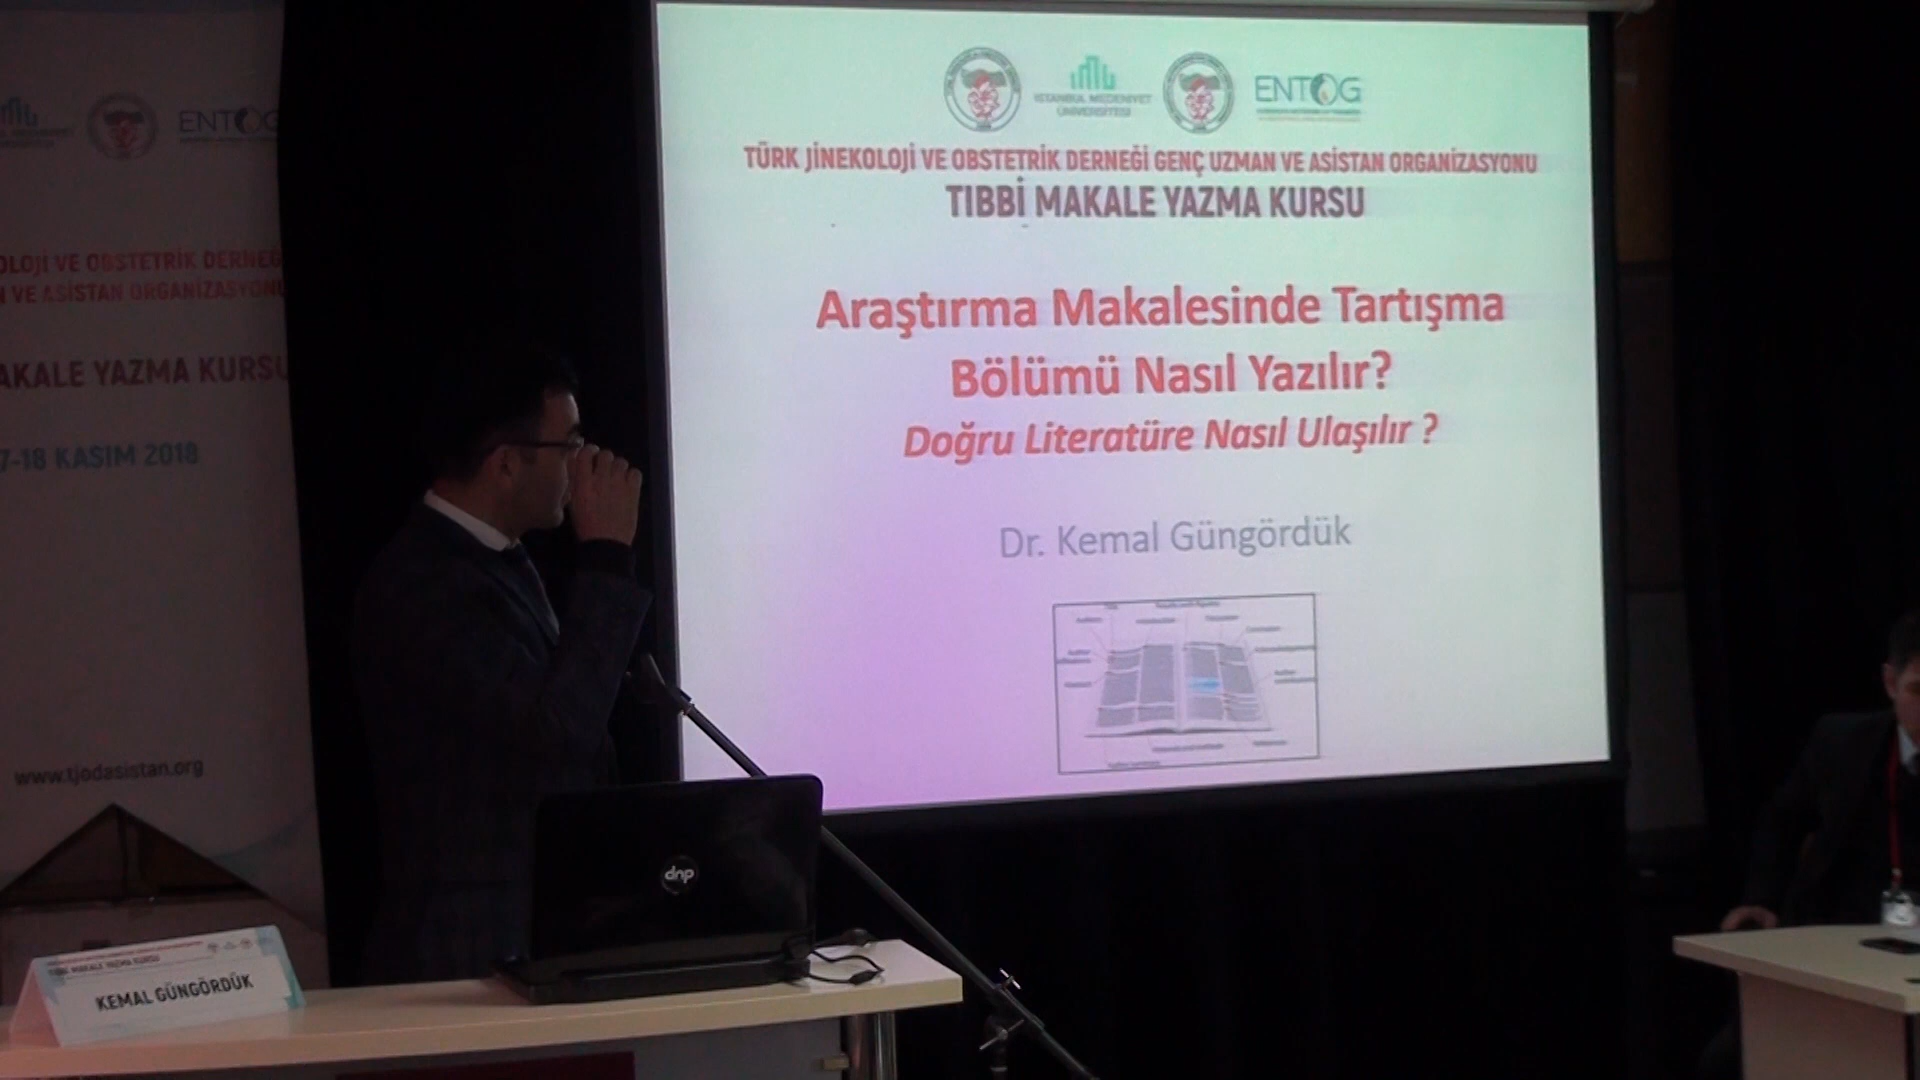 ENTOG
OLOJİ VE OBSTETRİK DERNEĞ
N VE ASİSTAN ORGANİZASYONU
AKALE YAZMA KURSU
7-18 KASIM 2018
www.tjodasistan.org
İSTANBUL MEDENİYET
ÜNİVERSİTESİ
ENTOG
TÜRK JİNEKOLOJİ VE OBSTETRİK DERNEĞİ GENÇ UZMAN VE ASİSTAN ORGANİZASYONU
TIBBİ MAKALE YAZMA KURSU
Araştırma Makalesinde Tartışma
Bölümü Nasıl Yazılır?
Doğru Literatüre Nasıl Ulaşılır ?
Dr. Kemal Güngördük
dnp
TIBBİ MAKALE YAZMA KURSU
KEMAL GÜNGÖRDÜK